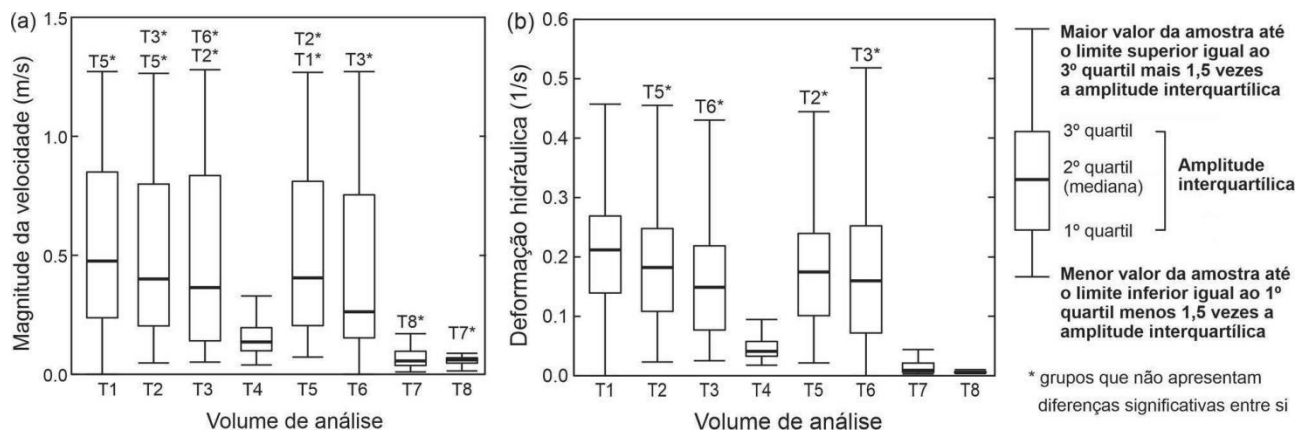 (a)
Magnitude da velocidade (m/s)
1.5
1.0
0.5
0.0
T5*
T3*
T5*
T6*
T2*
T2*
T1*
T3*
T8*
T7*
T1 T2 T3 T4 T5 T6 T7 T8
Volume de análise
(b)
Deformação hidráulica (1/s)
0.6
0.5
0.4
0.3
0.2
0.1
0.0
T5*
T6*
T2*
T3*
T1 T2 T3 T4 T5 T6 T7 T8
Volume de análise
Maior valor da amostra até
o limite superior igual ao
3º quartil mais 1,5 vezes
a amplitude interquartílica
3º quartil
2º quartil
(mediana)
1º quartil
Amplitude
interquartílica
Menor valor da amostra até
o limite inferior igual ao 1º
quartil menos 1,5 vezes a
amplitude interquartílica
* grupos que não apresentam
diferenças significativas entre si